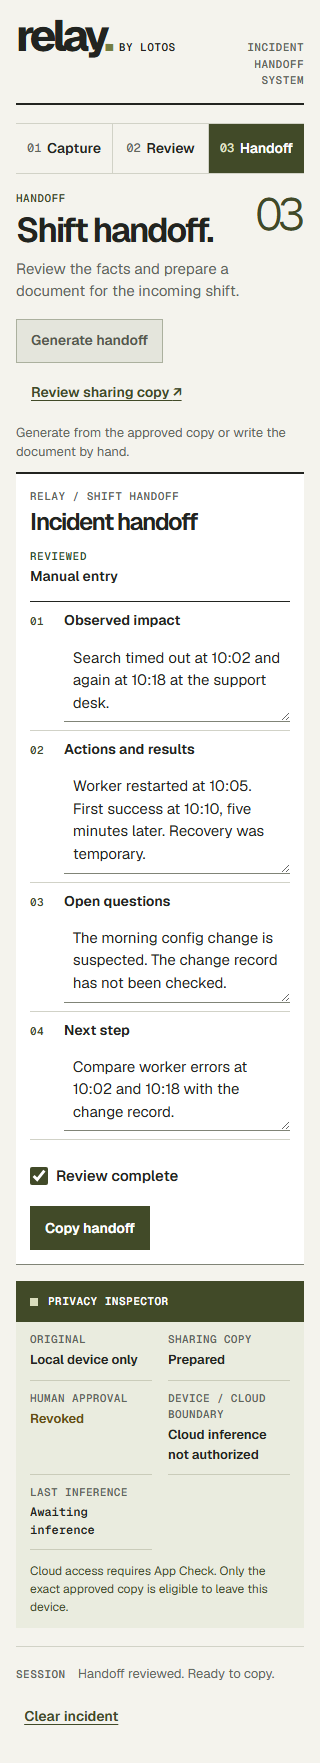 relay. BY LOTOS
INCIDENT
HANDOFF
SYSTEM
01 Capture
02 Review
03 Handoff
HANDOFF
Shift handoff.
03
Review the facts and prepare a
document for the incoming shift.
Generate handoff
Review sharing copy ↗
Generate from the approved copy or write the
document by hand.
RELAY / SHIFT HANDOFF
Incident handoff
REVIEWED
Manual entry
01 Observed impact
Search timed out at 10:02 and
again at 10:18 at the support
desk.
02 Actions and results
Worker restarted at 10:05.
First success at 10:10, five
minutes later. Recovery was
temporary.
03 Open questions
The morning config change is
suspected. The change record
has not been checked.
04 Next step
Compare worker errors at
10:02 and 10:18 with the
change record.
Review complete
Copy handoff
PRIVACY INSPECTOR
ORIGINAL
Local device only
SHARING COPY
Prepared
HUMAN APPROVAL
Revoked
DEVICE / CLOUD
BOUNDARY
Cloud inference
not authorized
LAST INFERENCE
Awaiting
inference
Cloud access requires App Check. Only the
exact approved copy is eligible to leave this
device.
SESSION Handoff reviewed. Ready to copy.
Clear incident